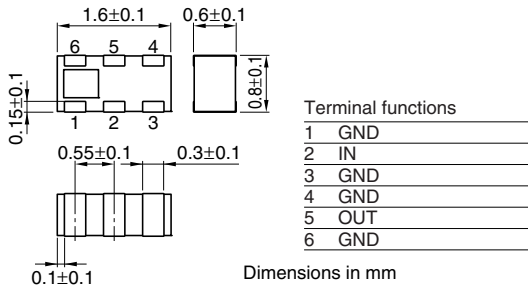 1.6±0.1
0.6±0.1
6 5 4
0.8±0.1
0.15±0.1
1 2 3
0.55±0.1
0.3±0.1
0.1±0.1
Terminal functions
1 GND
2 IN
3 GND
4 GND
5 OUT
6 GND
Dimensions in mm